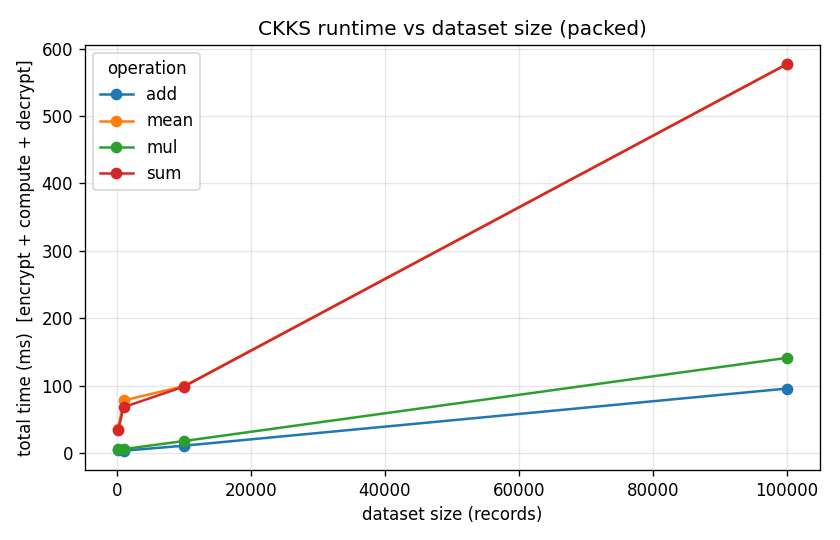 CKKS runtime vs dataset size (packed)
total time (ms)  [encrypt + compute + decrypt]
600
500
400
300
200
100
0
operation
add
mean
mul
sum
0
20000
40000
60000
80000
100000
dataset size (records)